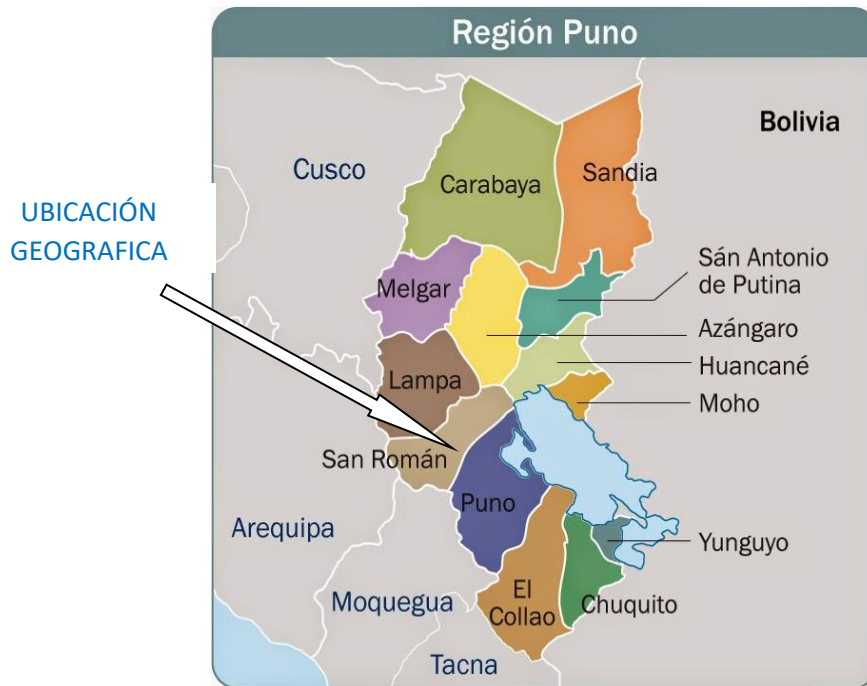 Región Puno
Bolivia
Cusco
Carabaya
Sandia
UBICACIÓN
GEOGRAFICA
Melgar
Sán Antonio
de Putina
Azángaro
Huancané
Lampa
Moho
San Román
Puno
Arequipa
Yunguyo
El
Collao
Chuquito
Moquegua
Tacna